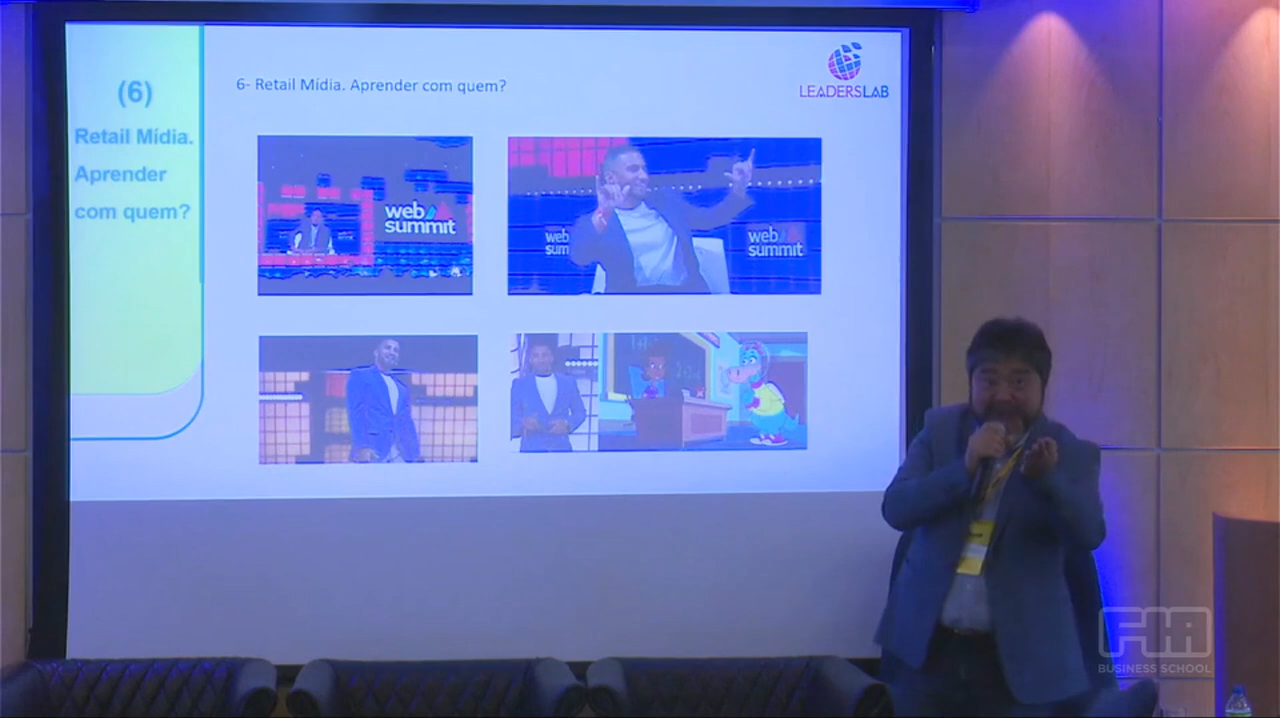 (6)
Retail Mídia.
Aprender
com quem?
6- Retail Mídia. Aprender com quem?
LEADERSLAB
web
summit
web
sum
web
summit
FIA
BUSINESS SCHOOL